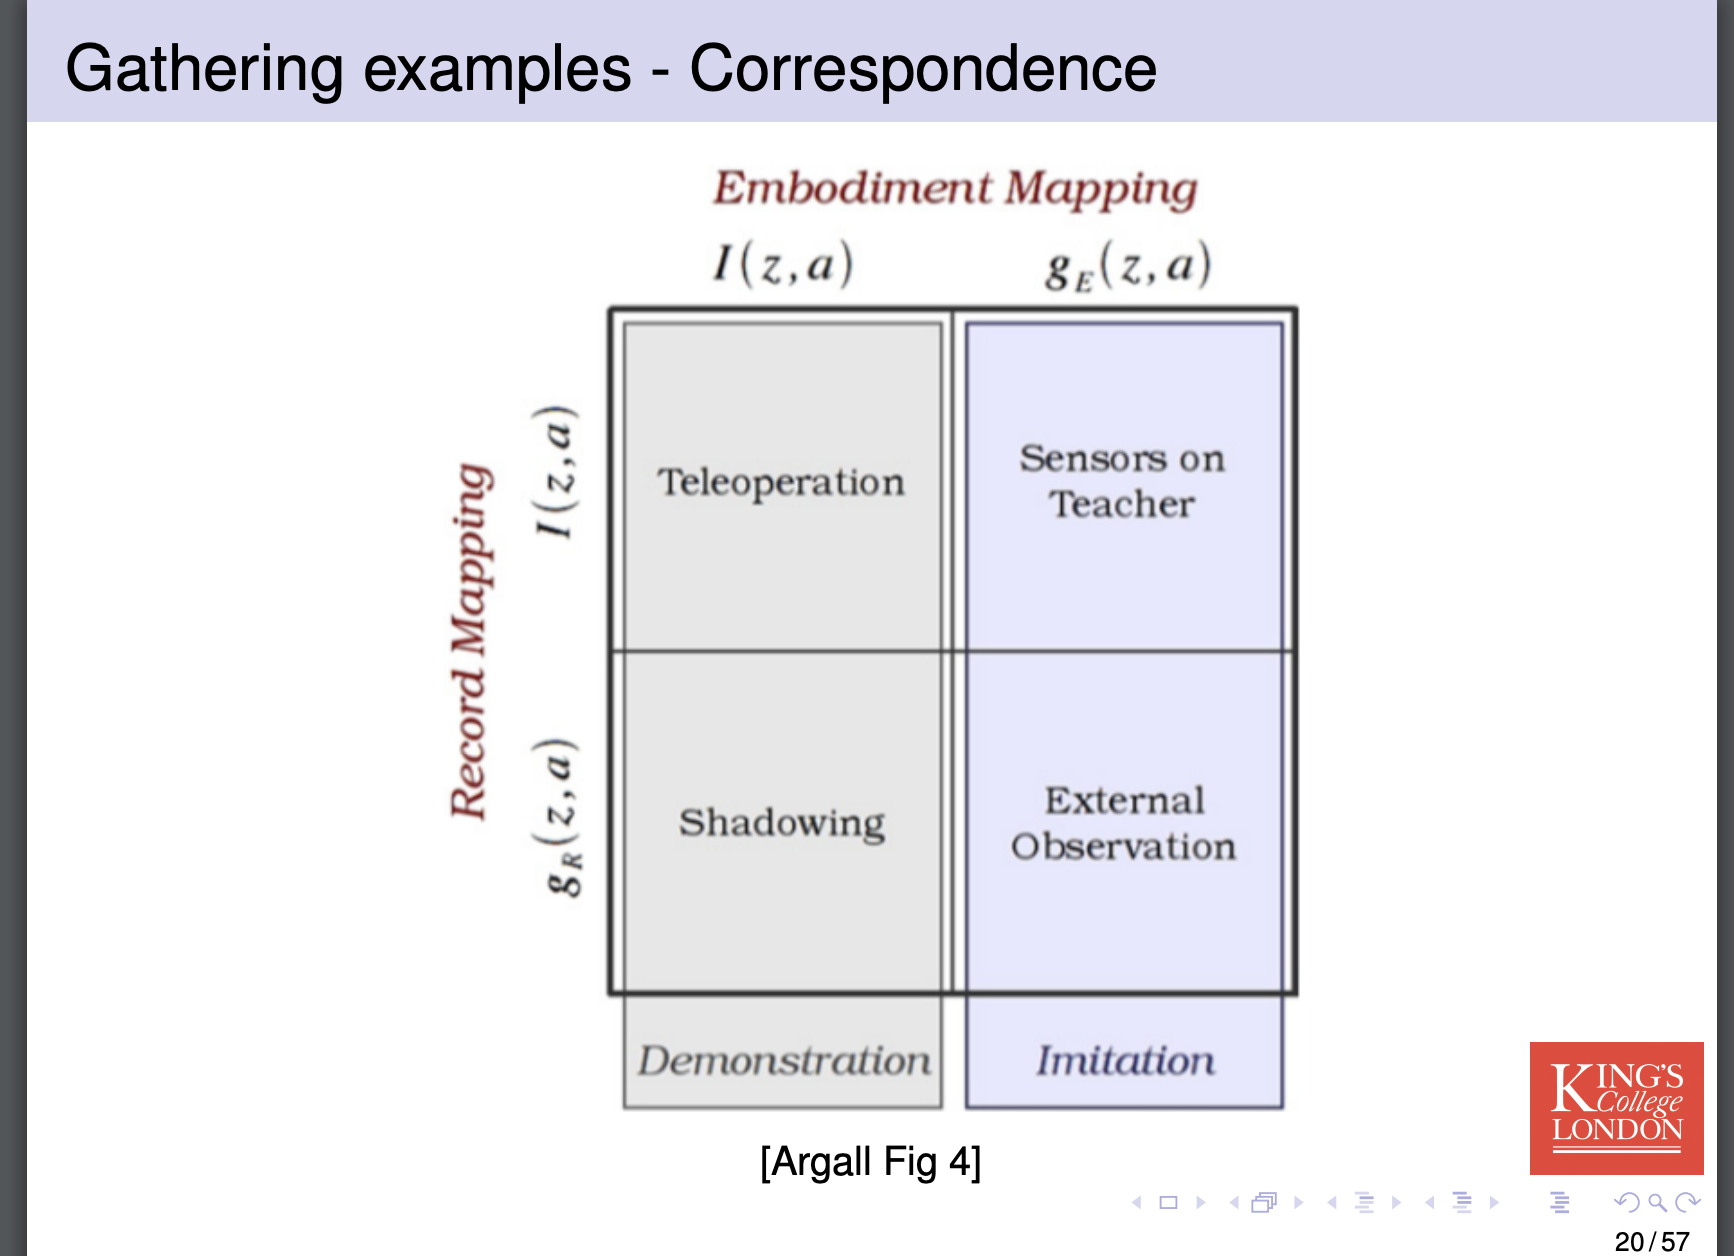 Gathering examples - Correspondence
Embodiment Mapping
I(z,a)
g_E(z,a)
Record Mapping
I(z,a)
g_R(z,a)
Teleoperation
Sensors on
Teacher
Shadowing
External
Observation
Demonstration
Imitation
[Argall Fig 4]
KING'S
College
LONDON
20/57